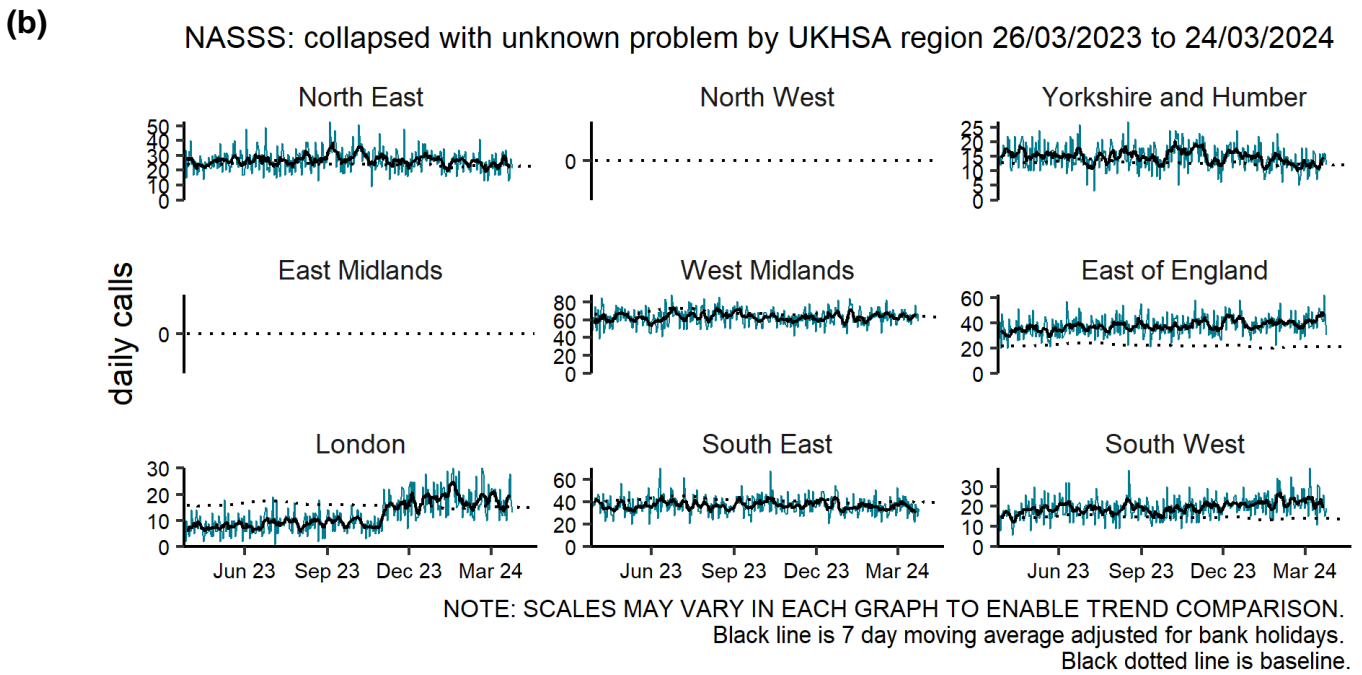 (b)
NASSS: collapsed with unknown problem by UKHSA region 26/03/2023 to 24/03/2024
North East
North West
Yorkshire and Humber
50
40
30
20
10
0
0
25
20
15
10
5
0
daily calls
East Midlands
West Midlands
East of England
0
80
60
40
20
0
60
40
20
0
London
South East
South West
30
20
10
0
60
40
20
0
30
20
10
0
Jun 23 Sep 23 Dec 23 Mar 24
Jun 23 Sep 23 Dec 23 Mar 24
Jun 23 Sep 23 Dec 23 Mar 24
NOTE: SCALES MAY VARY IN EACH GRAPH TO ENABLE TREND COMPARISON.
Black line is 7 day moving average adjusted for bank holidays.
Black dotted line is baseline.